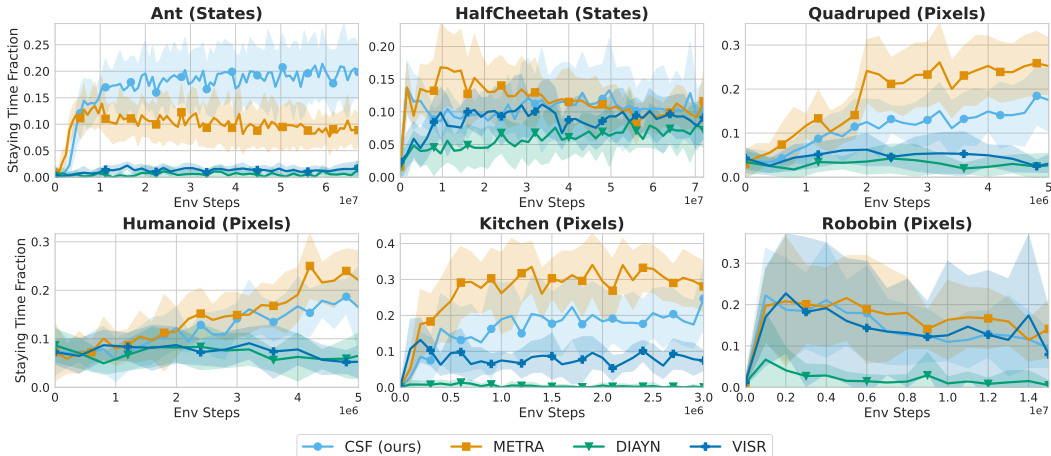 Ant (States)
HalfCheetah (States)
Quadruped (Pixels)
Staying Time Fraction
0.25
0.20
0.15
0.10
0.05
0.00
0 1 2 3 4 5 6
Env Steps
1e7
0.20
0.15
0.10
0.05
0.00
0 1 2 3 4 5 6 7
Env Steps
1e7
0.3
0.2
0.1
0.0
0 1 2 3 4 5
Env Steps
1e6
Humanoid (Pixels)
Kitchen (Pixels)
Robobin (Pixels)
Staying Time Fraction
0.3
0.2
0.1
0.0
0 1 2 3 4 5
Env Steps
1e6
0.4
0.3
0.2
0.1
0.0
0.0 0.5 1.0 1.5 2.0 2.5 3.0
Env Steps
1e6
0.3
0.2
0.1
0.0
0.0 0.2 0.4 0.6 0.8 1.0 1.2 1.4
Env Steps
1e7
CSF (ours) METRA DIAYN VISR